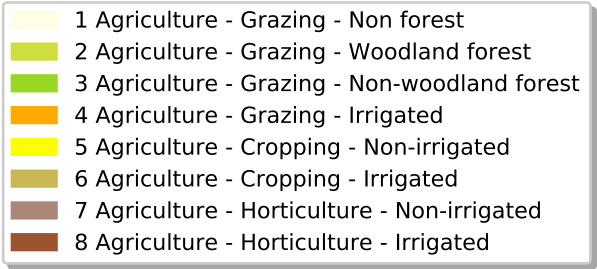 1 Agriculture - Grazing - Non forest
2 Agriculture - Grazing - Woodland forest
3 Agriculture - Grazing - Non-woodland forest
4 Agriculture - Grazing - Irrigated
5 Agriculture - Cropping - Non-irrigated
6 Agriculture - Cropping - Irrigated
7 Agriculture - Horticulture - Non-irrigated
8 Agriculture - Horticulture - Irrigated